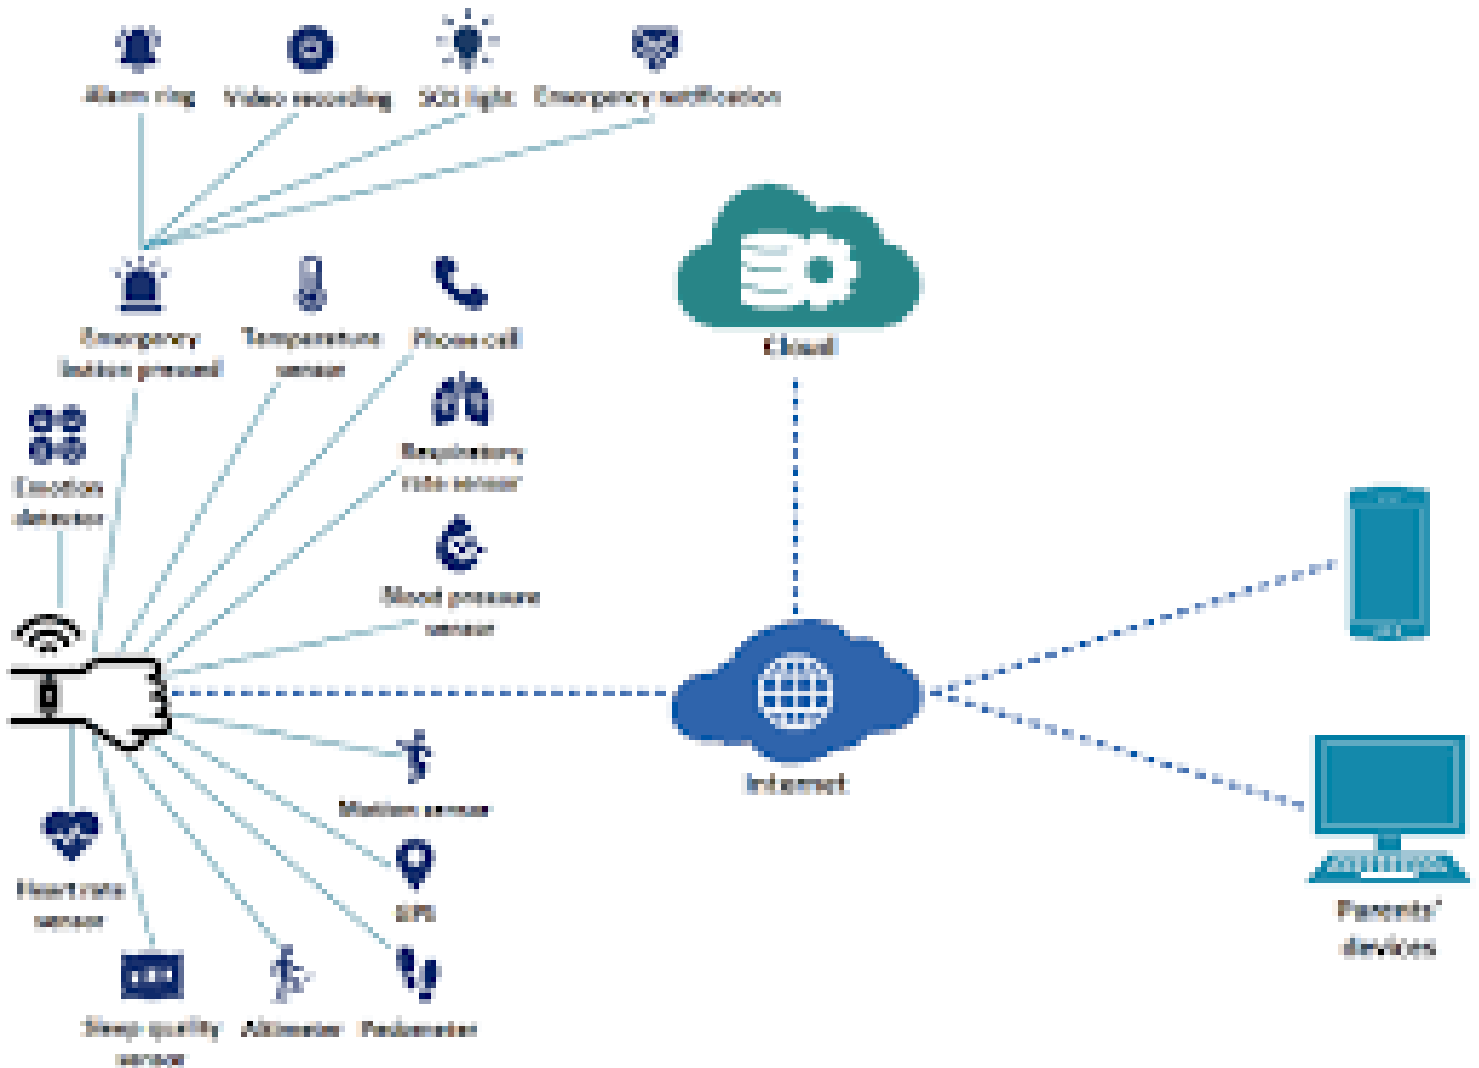 Alarm ring
Video recording
SOS light
Emergency notification
Emergency
button pressed
Temperature
sensor
Phone call
Respiratory
rate sensor
Emotion
detector
Blood pressure
sensor
Cloud
Internet
Motion sensor
GPS
Heart rate
sensor
Sleep quality
sensor
Altimeter
Pedometer
Parents'
devices